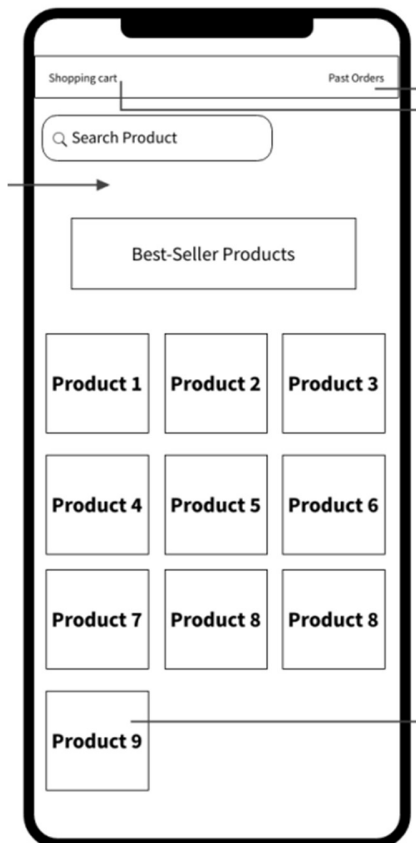 Shopping cart
Past Orders
Search Product
Best-Seller Products
Product 1
Product 2
Product 3
Product 4
Product 5
Product 6
Product 7
Product 8
Product 8
Product 9